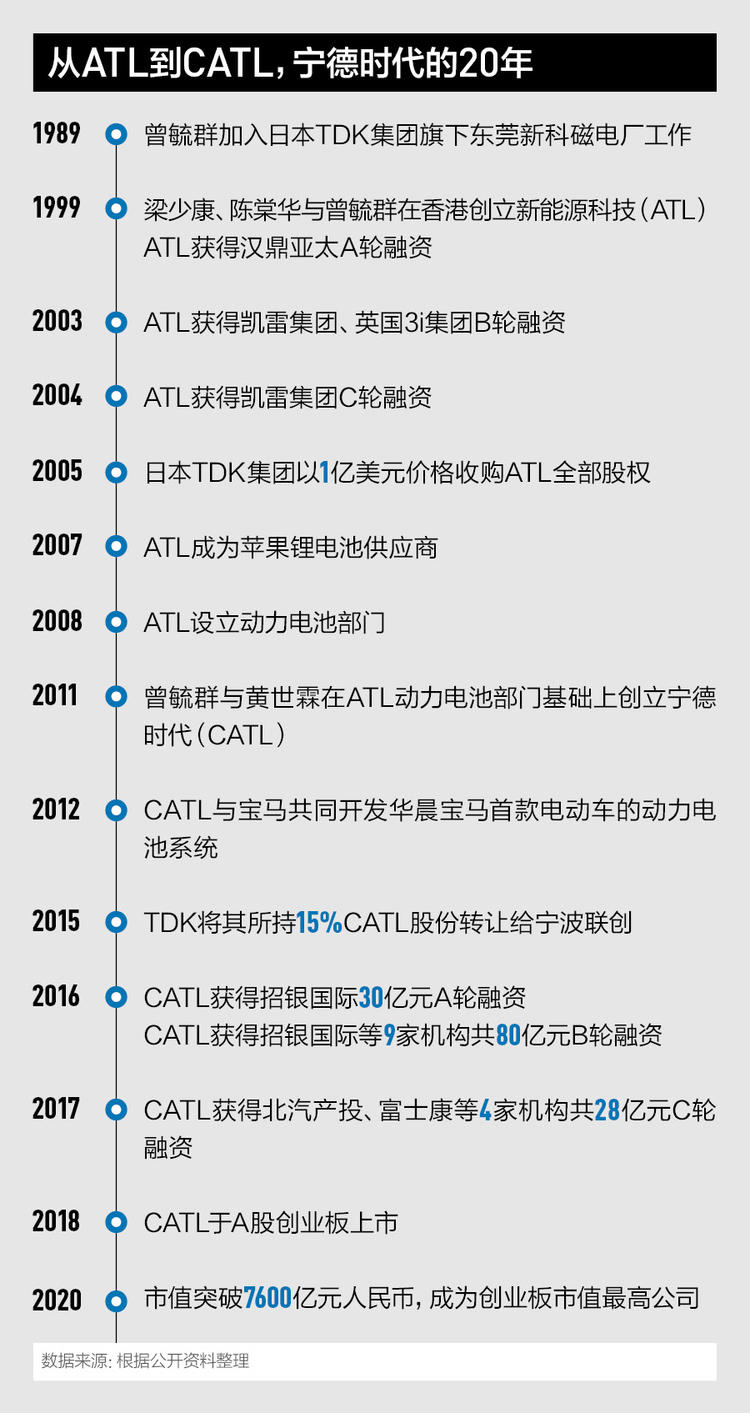 从ATL到CATL，宁德时代的20年
1989 曾毓群加入日本TDK集团旗下东莞新科磁电厂工作
1999 梁少康、陈棠华与曾毓群在香港创立新能源科技（ATL）
ATL获得汉鼎亚太A轮融资
2003 ATL获得凯雷集团、英国3i集团B轮融资
2004 ATL获得凯雷集团C轮融资
2005 日本TDK集团以1亿美元价格收购ATL全部股权
2007 ATL成为苹果锂电池供应商
2008 ATL设立动力电池部门
2011 曾毓群与黄世霖在ATL动力电池部门基础上创立宁德
时代（CATL）
2012 CATL与宝马共同开发华晨宝马首款电动车的动力电
池系统
2015 TDK将其所持15%CATL股份转让给宁波联创
2016 CATL获得招银国际30亿元A轮融资
CATL获得招银国际等9家机构共80亿元B轮融资
2017 CATL获得北汽产投、富士康等4家机构共28亿元C轮
融资
2018 CATL于A股创业板上市
2020 市值突破7600亿元人民币，成为创业板市值最高公司
数据来源：根据公开资料整理